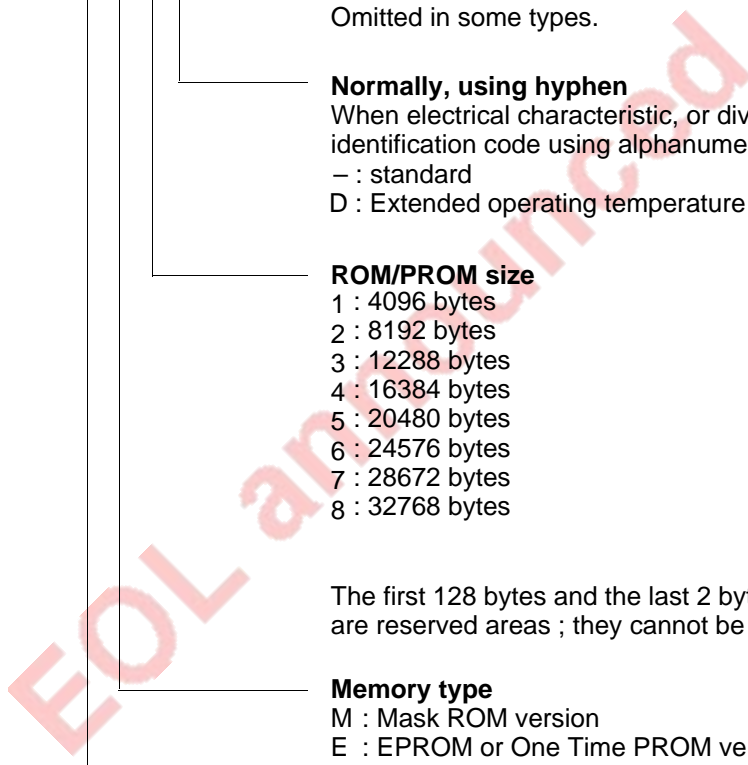 Omitted in some types.
Normally, using hyphen
When electrical characteristic, or div
identification code using alphanume
– : standard
D : Extended operating temperature
ROM/PROM size
1 : 4096 bytes
2 : 8192 bytes
3 : 12288 bytes
4 : 16384 bytes
5 : 20480 bytes
6 : 24576 bytes
7 : 28672 bytes
8 : 32768 bytes
The first 128 bytes and the last 2 by
are reserved areas ; they cannot be
Memory type
M : Mask ROM version
E : EPROM or One Time PROM ve
EOL announced